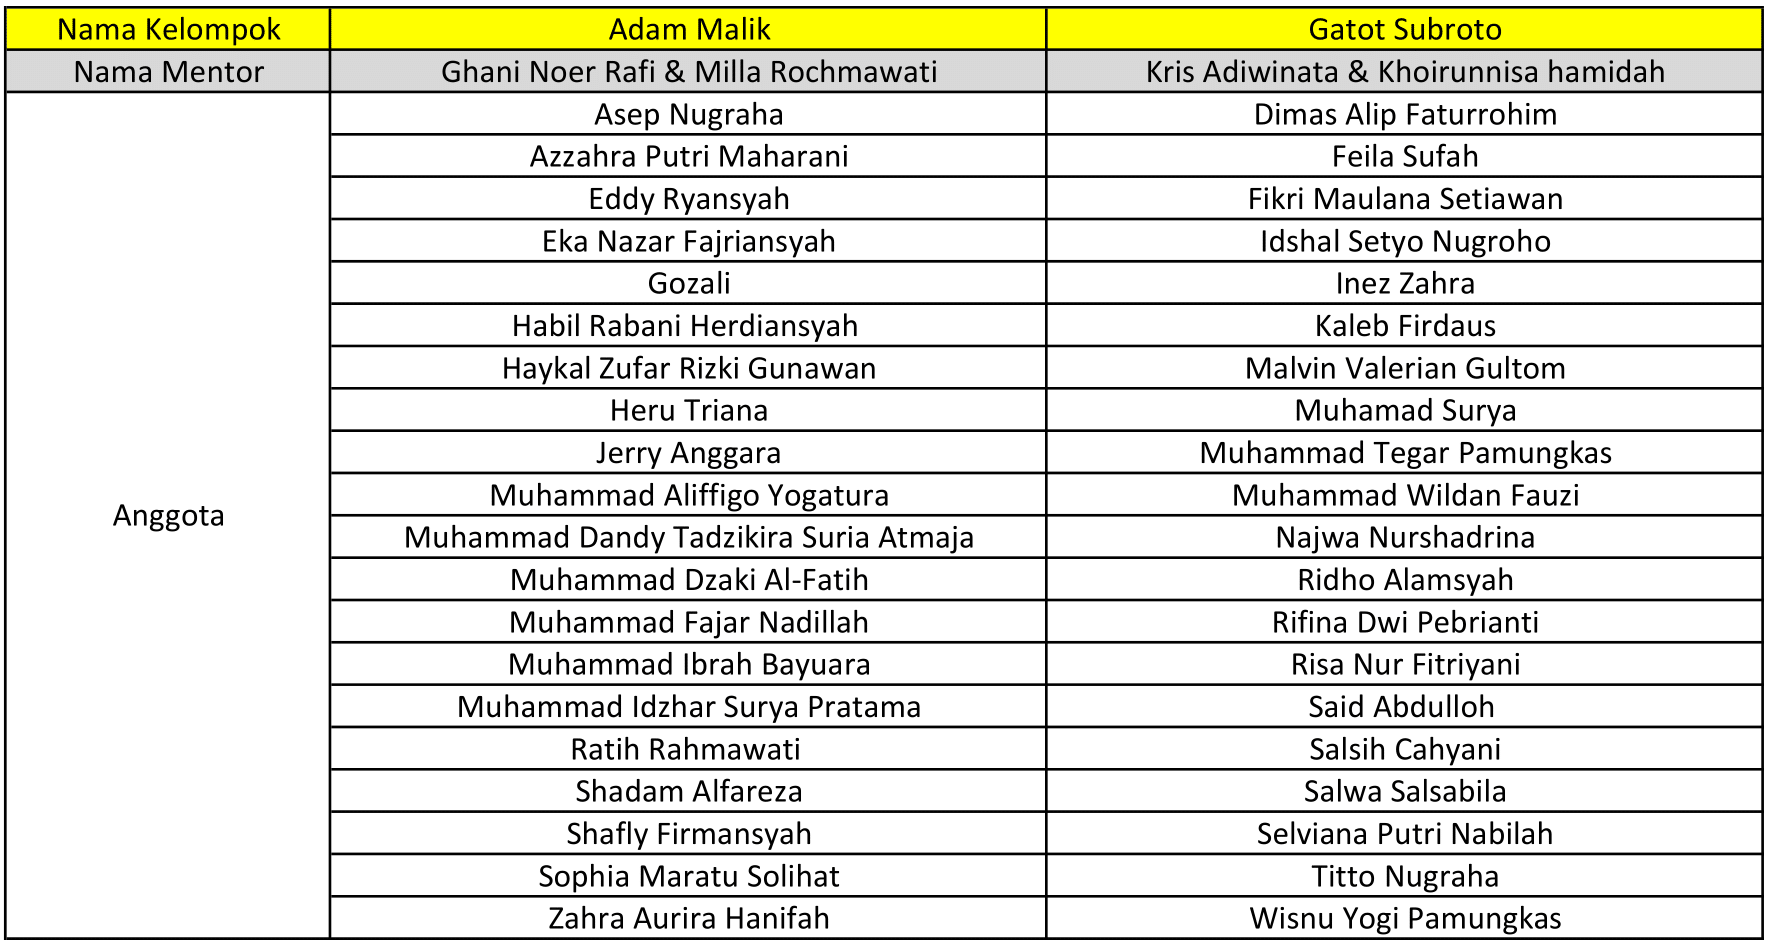 Nama Kelompok Adam Malik Gatot Subroto
Nama Mentor Ghani Noer Rafi & Milla Rochmawati Kris Adiwinata & Khoirunnisa hamidah
Asep Nugraha Dimas Alip Faturrohim
Azzahra Putri Maharani Feila Sufah
Eddy Ryansyah Fikri Maulana Setiawan
Eka Nazar Fajriansyah Idshal Setyo Nugroho
Gozali Inez Zahra
Habil Rabani Herdiansyah Kaleb Firdaus
Haykal Zufar Rizki Gunawan Malvin Valerian Gultom
Heru Triana Muhamad Surya
Jerry Anggara Muhammad Tegar Pamungkas
Muhammad Aliffigo Yogatura Muhammad Wildan Fauzi
Anggota
Muhammad Dandy Tadzikira Suria Atmaja Najwa Nurshadrina
Muhammad Dzaki Al-Fatih Ridho Alamsyah
Muhammad Fajar Nadillah Rifina Dwi Pebrianti
Muhammad Ibrah Bayuara Risa Nur Fitriyani
Muhammad Idzhar Surya Pratama Said Abdulloh
Ratih Rahmawati Salsih Cahyani
Shadam Alfareza Salwa Salsabila
Shafly Firmansyah Selviana Putri Nabilah
Sophia Maratu Solihat Titto Nugraha
Zahra Aurira Hanifah Wisnu Yogi Pamungkas